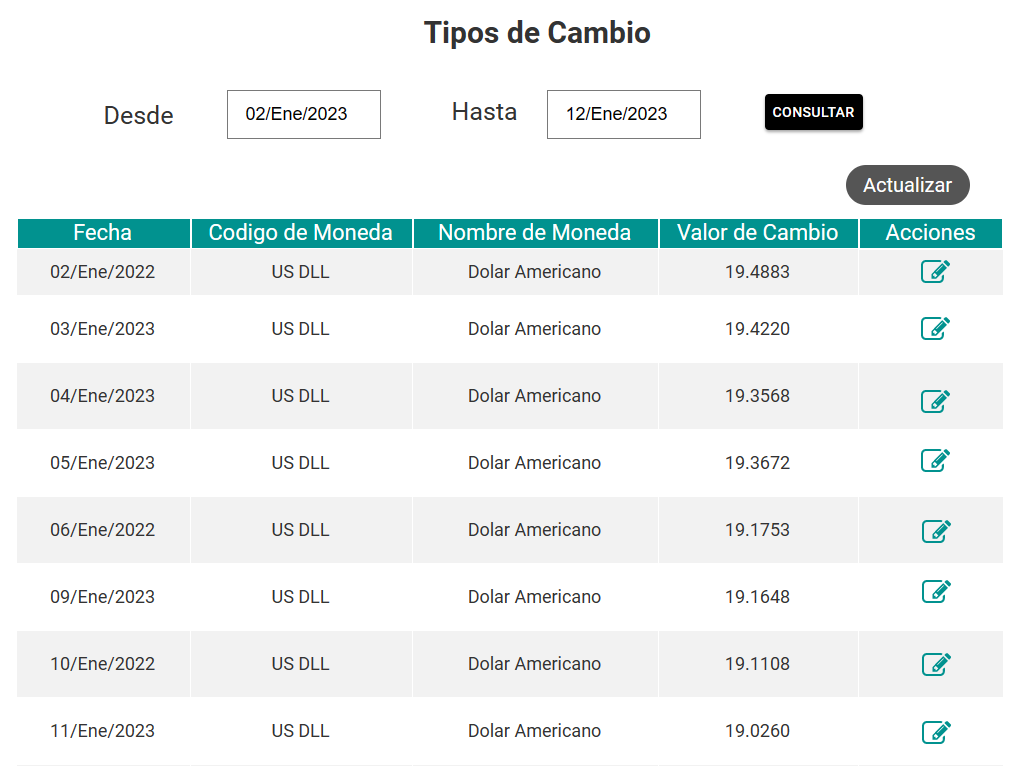 Tipos de Cambio
Desde 02/Ene/2023 Hasta 12/Ene/2023 CONSULTAR
Actualizar
Fecha Codigo de Moneda Nombre de Moneda Valor de Cambio Acciones
02/Ene/2022 US DLL Dolar Americano 19.4883
03/Ene/2023 US DLL Dolar Americano 19.4220
04/Ene/2023 US DLL Dolar Americano 19.3568
05/Ene/2023 US DLL Dolar Americano 19.3672
06/Ene/2022 US DLL Dolar Americano 19.1753
09/Ene/2023 US DLL Dolar Americano 19.1648
10/Ene/2022 US DLL Dolar Americano 19.1108
11/Ene/2023 US DLL Dolar Americano 19.0260